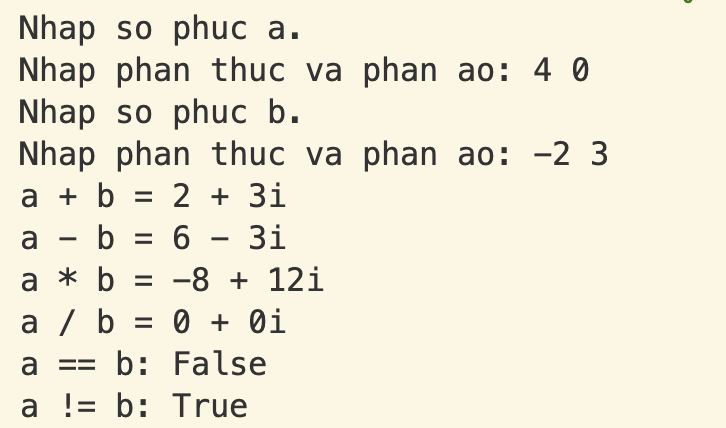 Nhap so phuc a.
Nhap phan thuc va phan ao: 4 0
Nhap so phuc b.
Nhap phan thuc va phan ao: -2 3
a + b = 2 + 3i
a - b = 6 - 3i
a * b = -8 + 12i
a / b = 0 + 0i
a == b: False
a != b: True